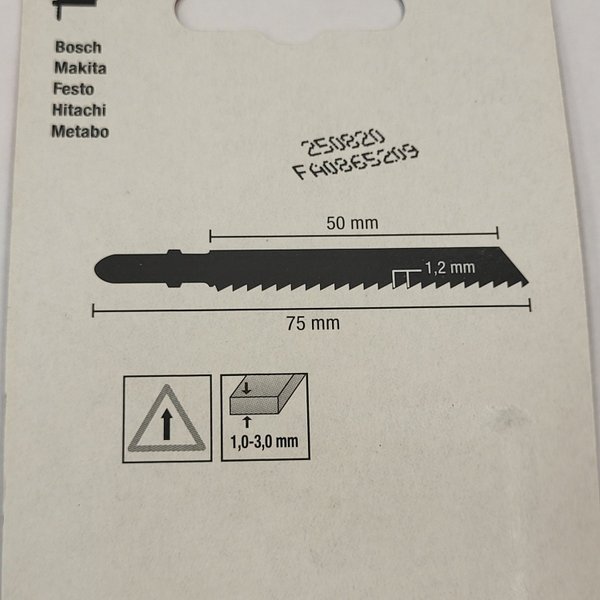 Bosch
Makita
Festo
Hitachi
Metabo
250820
FA0865209
50 mm
1,2 mm
75 mm
1,0-3,0 mm